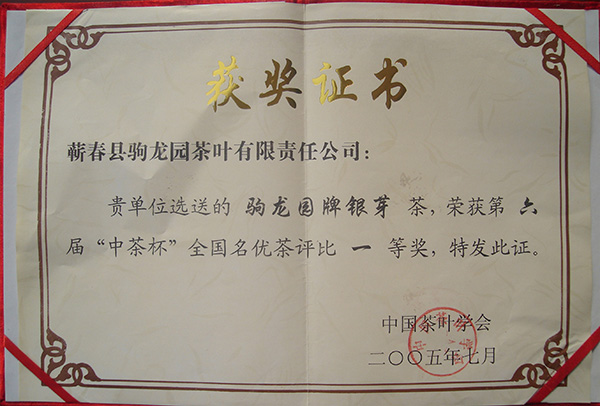 获奖证书
蕲春县驹龙园茶叶有限责任公司：
贵单位选送的 驹龙园牌银芽 茶，荣获第 六
届“中茶杯”全国名优茶评比 一 等奖，特发此证。
中国茶叶学会
二〇〇五年七月